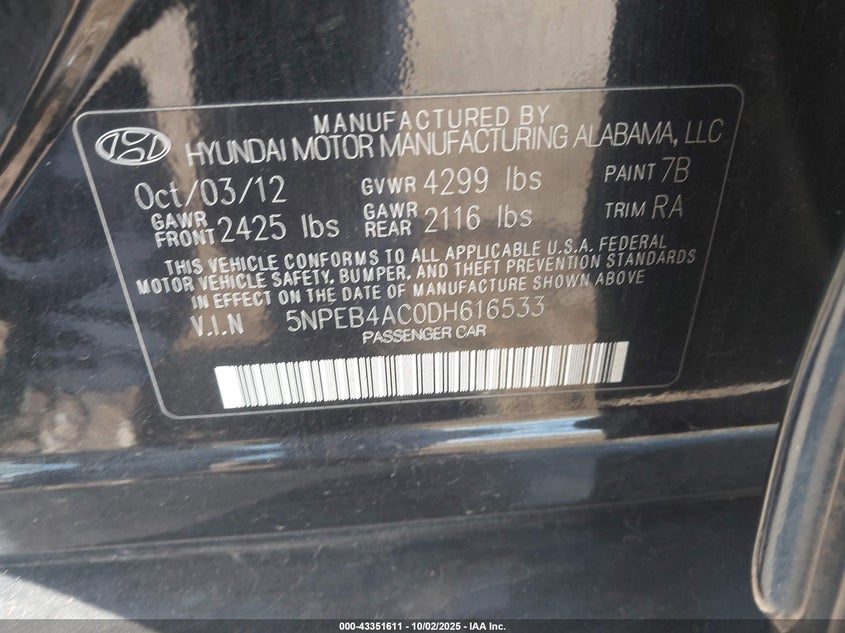 MANUFACTURED BY
HYUNDAI MOTOR MANUFACTURING ALABAMA, LLC
Oct/03/12 GVWR 4299 lbs PAINT 7B
GAWR FRONT 2425 lbs GAWR REAR 2116 lbs TRIM RA
THIS VEHICLE CONFORMS TO ALL APPLICABLE U.S.A. FEDERAL
MOTOR VEHICLE SAFETY, BUMPER, AND THEFT PREVENTION STANDARDS
IN EFFECT ON THE DATE OF MANUFACTURE SHOWN ABOVE
V.I.N 5NPEB4AC0DH616533
PASSENGER CAR
000-43351611 - 10/02/2025 - IAA Inc.